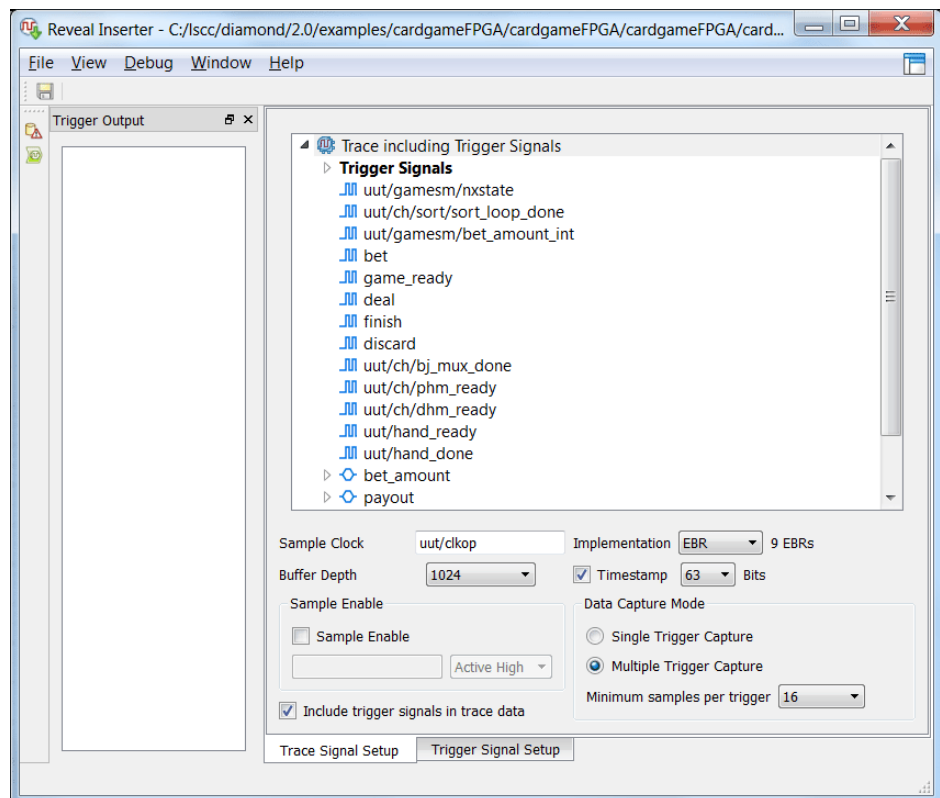 Reveal Inserter - C:/lscc/diamond/2.0/examples/cardgameFPGA/cardgameFPGA/cardgameFPGA/card...
File View Debug Window Help
Trigger Output
Trace including Trigger Signals
Trigger Signals
uut/gamesm/nxstate
uut/ch/sort/sort_loop_done
uut/gamesm/bet_amount_int
bet
game_ready
deal
finish
discard
uut/ch/bj_mux_done
uut/ch/phm_ready
uut/ch/dhm_ready
uut/hand_ready
uut/hand_done
bet_amount
payout
Sample Clock uut/clkop Implementation EBR 9 EBRs
Buffer Depth 1024 Timestamp 63 Bits
Sample Enable Data Capture Mode
Sample Enable Single Trigger Capture
Active High Multiple Trigger Capture
Minimum samples per trigger 16
Include trigger signals in trace data
Trace Signal Setup Trigger Signal Setup